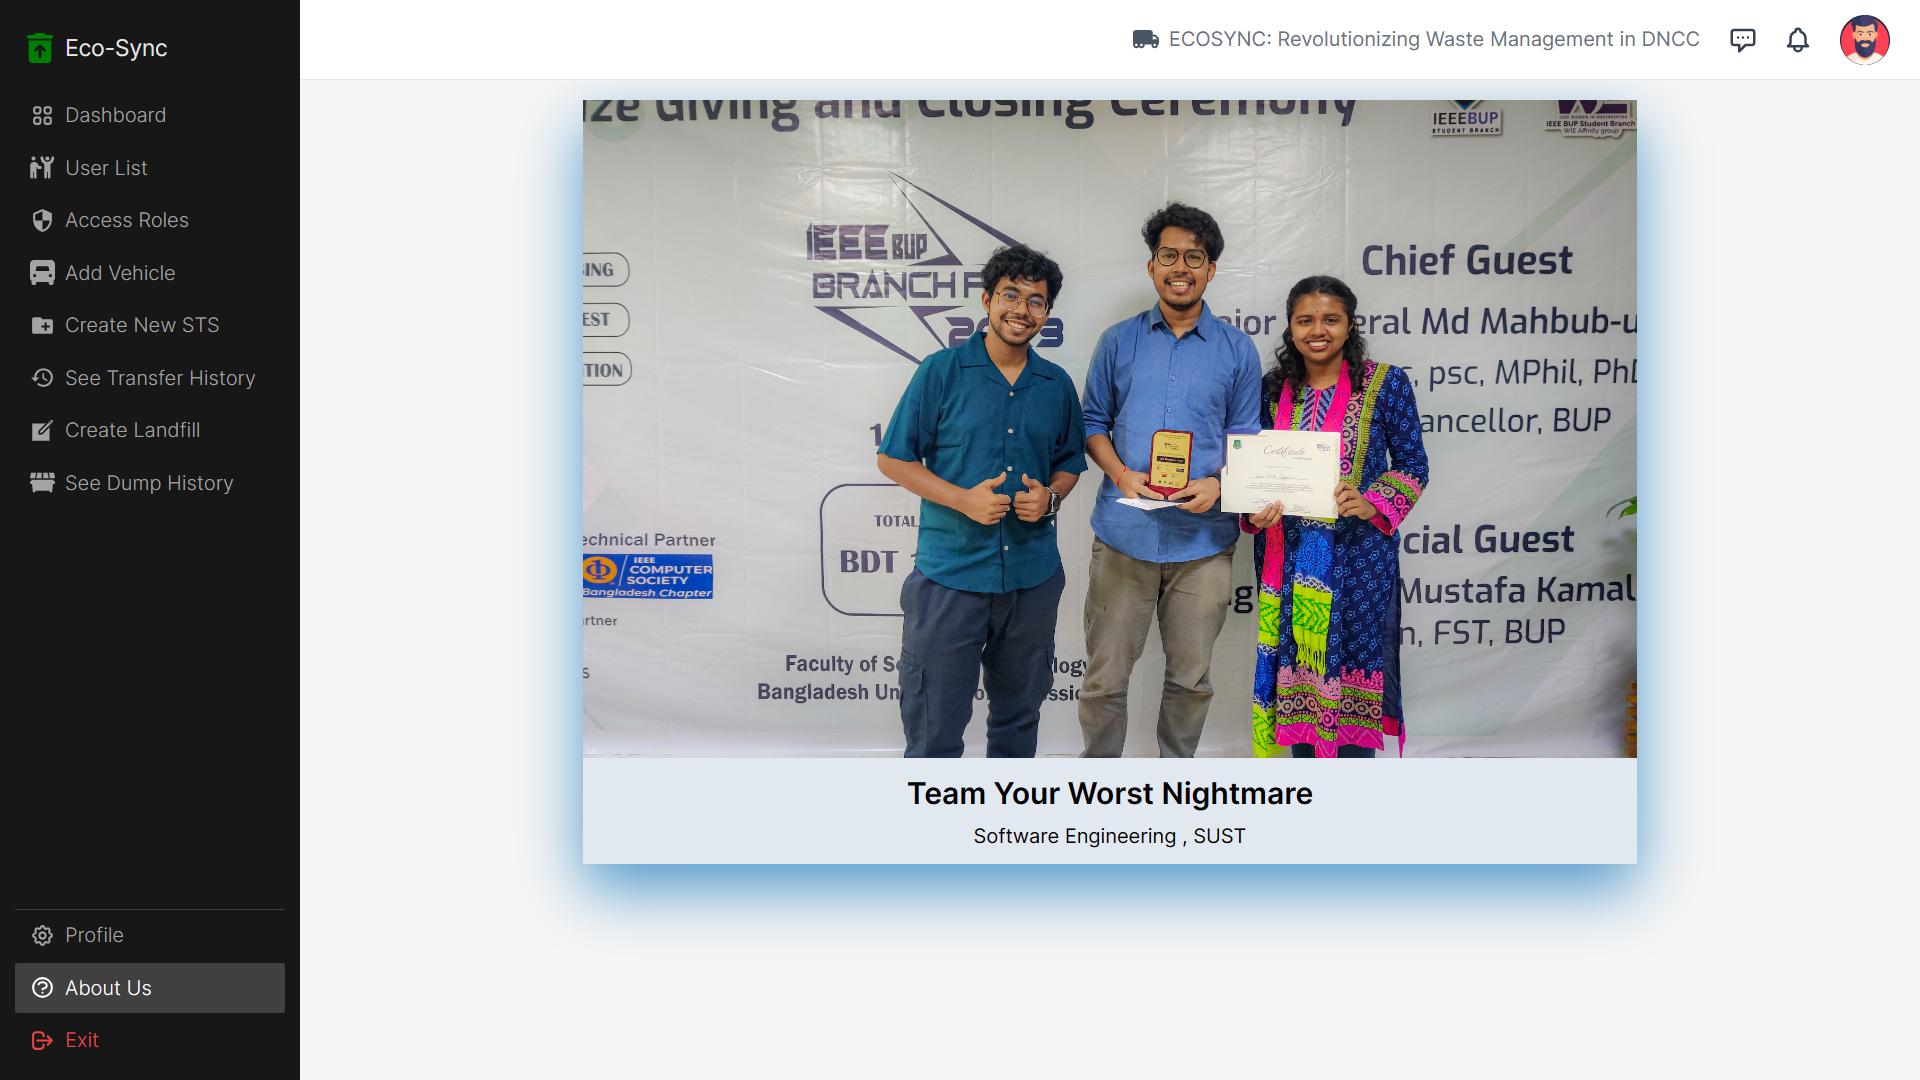 Eco-Sync
Dashboard
User List
Access Roles
Add Vehicle
Create New STS
See Transfer History
Create Landfill
See Dump History
Profile
About Us
Exit
ECOSYNC: Revolutionizing Waste Management in DNCC
ize Giving and Closing Ceremony
IEEEBUP
STUDENT BRANCH
IEEE BUP Student Branch
WIE Affinity group
IEEE BUP
BRANCH F
ING
EST
TION
TOTAL
BDT
echnical Partner
IEEE
COMPUTER
SOCIETY
Bangladesh Chapter
rtner
Faculty of S logy
Bangladesh Un ssio
Chief Guest
ajor eral Md Mahbub-u
, psc, MPhil, PhD
ancellor, BUP
cial Guest
Mustafa Kamal
n, FST, BUP
Certificate
Team Your Worst Nightmare
Software Engineering , SUST